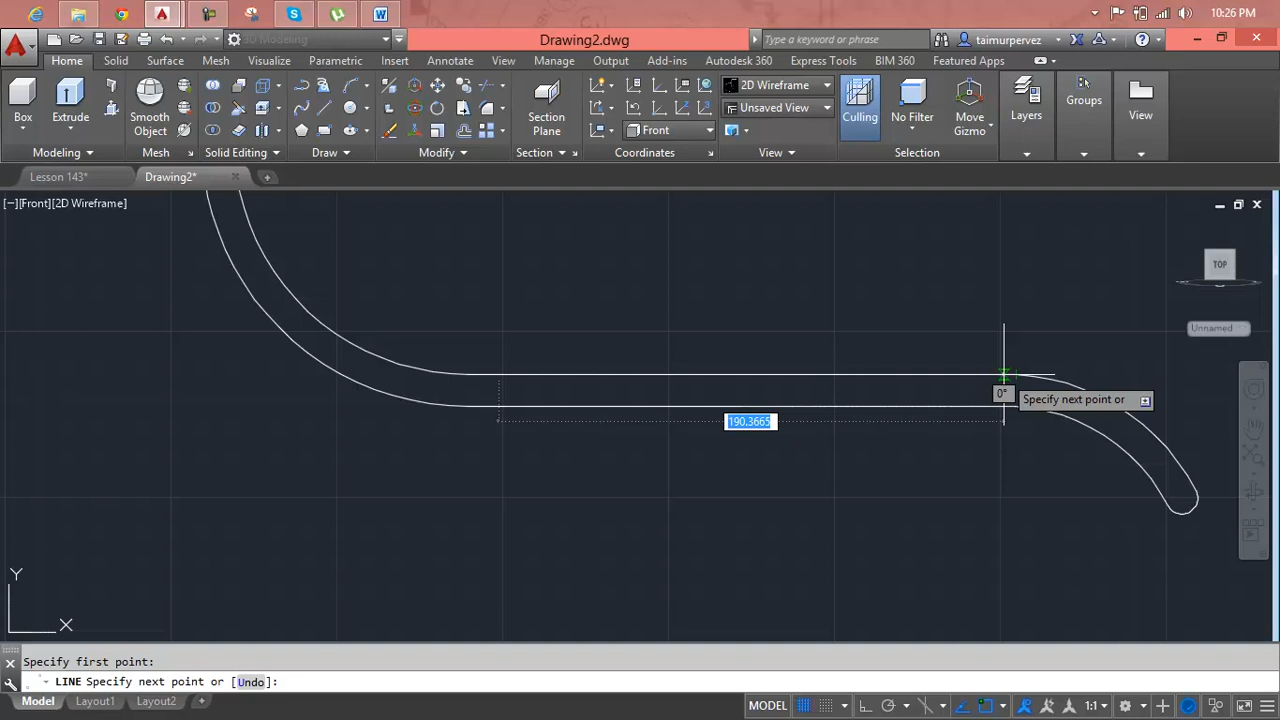 10:26 PM
3D Modeling
Drawing2.dwg
Type a keyword or phrase
taimurpervez
Home Solid Surface Mesh Visualize Parametric Insert Annotate View Manage Output Add-ins Autodesk 360 Express Tools BIM 360 Featured Apps
2D Wireframe
Unsaved View
Front
Box
Extrude
Smooth
Object
Section
Plane
Culling
No Filter
Move
Gizmo
Layers
Groups
View
Modeling
Mesh
Solid Editing
Draw
Modify
Section
Coordinates
View
Selection
Lesson 143*
Drawing2*
[−][Front][2D Wireframe]
TOP
Unnamed
0°
Specify next point or
190.3665
Y
X
Specify first point:
LINE Specify next point or [Undo]:
Model Layout1 Layout2
MODEL
1:1